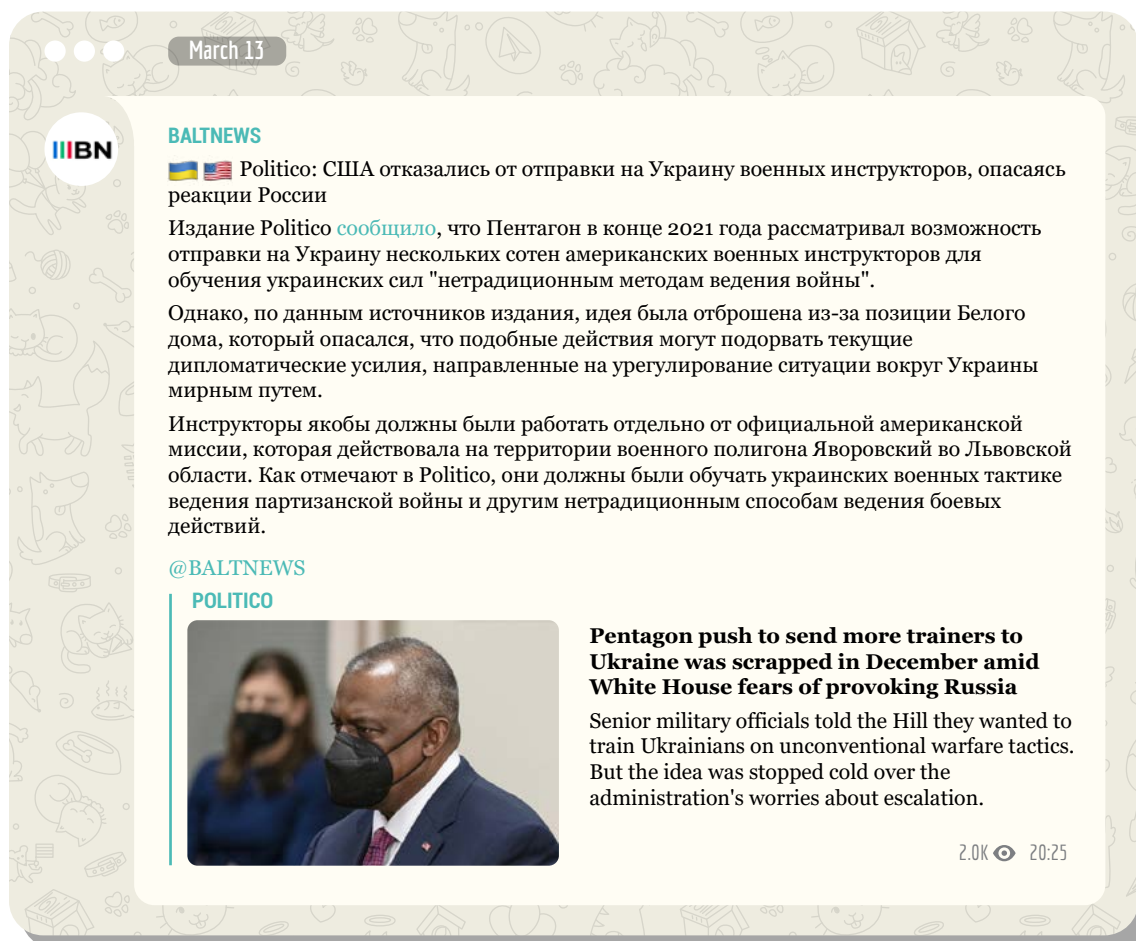 March 13
BALTNEWS
BN
🇺🇦🇺🇸 Politico: США отказались от отправки на Украину военных инструкторов, опасаясь
реакции России
Издание Politico сообщило, что Пентагон в конце 2021 года рассматривал возможность
отправки на Украину нескольких сотен американских военных инструкторов для
обучения украинских сил "нетрадиционным методам ведения войны".
Однако, по данным источников издания, идея была отброшена из-за позиции Белого
дома, который опасался, что подобные действия могут подорвать текущие
дипломатические усилия, направленные на урегулирование ситуации вокруг Украины
мирным путем.
Инструкторы якобы должны были работать отдельно от официальной американской
миссии, которая действовала на территории военного полигона Яворовский во Львовской
области. Как отмечают в Politico, они должны были обучать украинских военных тактике
ведения партизанской войны и другим нетрадиционным способам ведения боевых
действий.
@BALTNEWS
POLITICO
Pentagon push to send more trainers to
Ukraine was scrapped in December amid
White House fears of provoking Russia
Senior military officials told the Hill they wanted to
train Ukrainians on unconventional warfare tactics.
But the idea was stopped cold over the
administration's worries about escalation.
2.0K 20:25